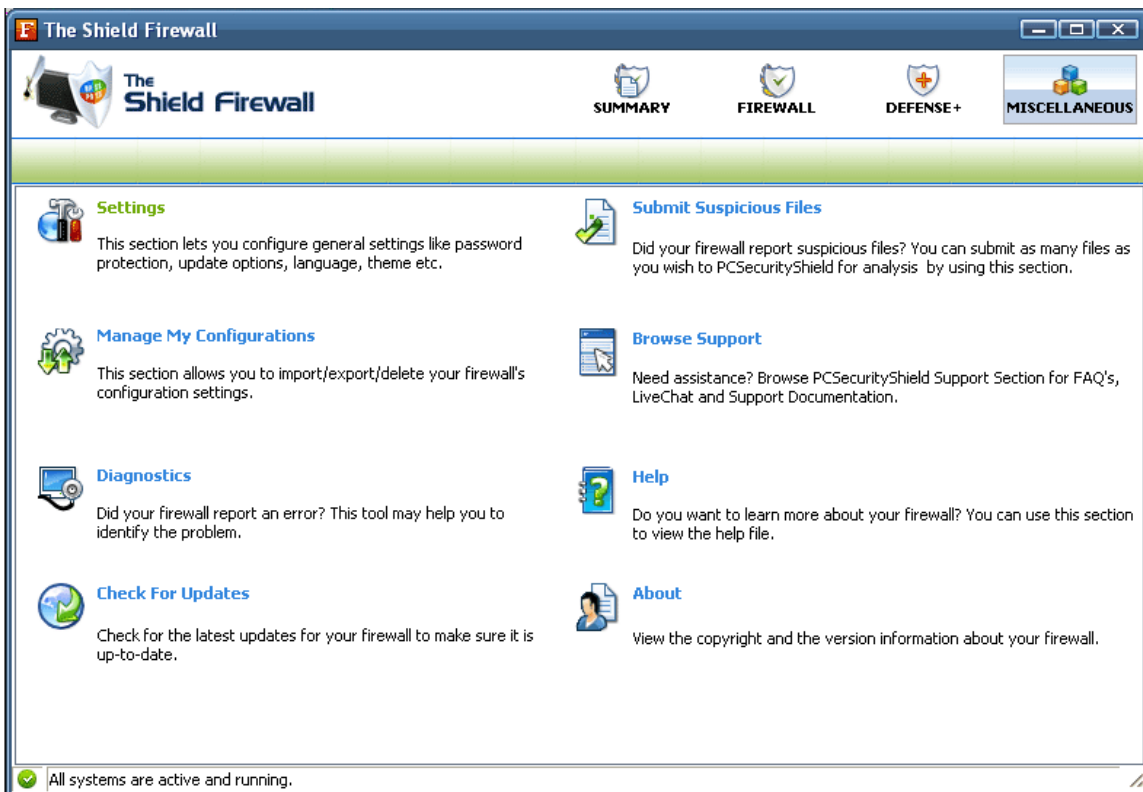 The Shield Firewall
The
Shield Firewall
SUMMARY
FIREWALL
DEFENSE+
MISCELLANEOUS
Settings
This section lets you configure general settings like password
protection, update options, language, theme etc.
Submit Suspicious Files
Did your firewall report suspicious files? You can submit as many files as
you wish to PCSecurityShield for analysis  by using this section.
Manage My Configurations
This section allows you to import/export/delete your firewall's
configuration settings.
Browse Support
Need assistance? Browse PCSecurityShield Support Section for FAQ's,
LiveChat and Support Documentation.
Diagnostics
Did your firewall report an error? This tool may help you to
identify the problem.
Help
Do you want to learn more about your firewall? You can use this section
to view the help file.
Check For Updates
Check for the latest updates for your firewall to make sure it is
up-to-date.
About
View the copyright and the version information about your firewall.
All systems are active and running.